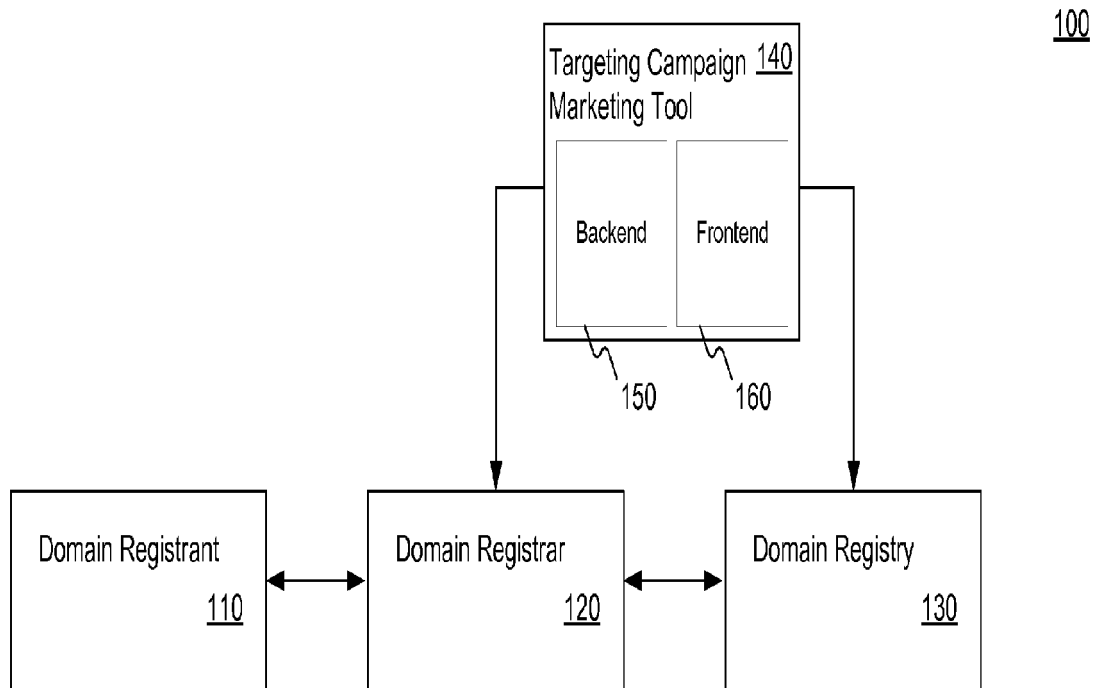 100
Targeting Campaign 140
Marketing Tool
Backend Frontend
150 160
Domain Registrant Domain Registrar Domain Registry
110 120 130